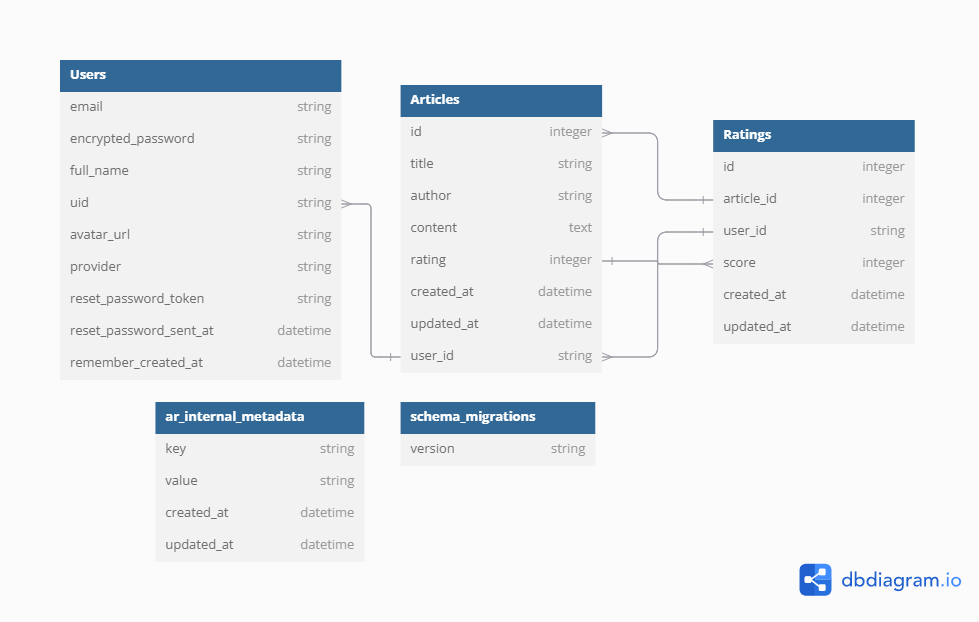 Users
email string
encrypted_password string
full_name string
uid string
avatar_url string
provider string
reset_password_token string
reset_password_sent_at datetime
remember_created_at datetime
Articles
id integer
title string
author string
content text
rating integer
created_at datetime
updated_at datetime
user_id string
Ratings
id integer
article_id integer
user_id string
score integer
created_at datetime
updated_at datetime
ar_internal_metadata
key string
value string
created_at datetime
updated_at datetime
schema_migrations
version string
dbdiagram.io